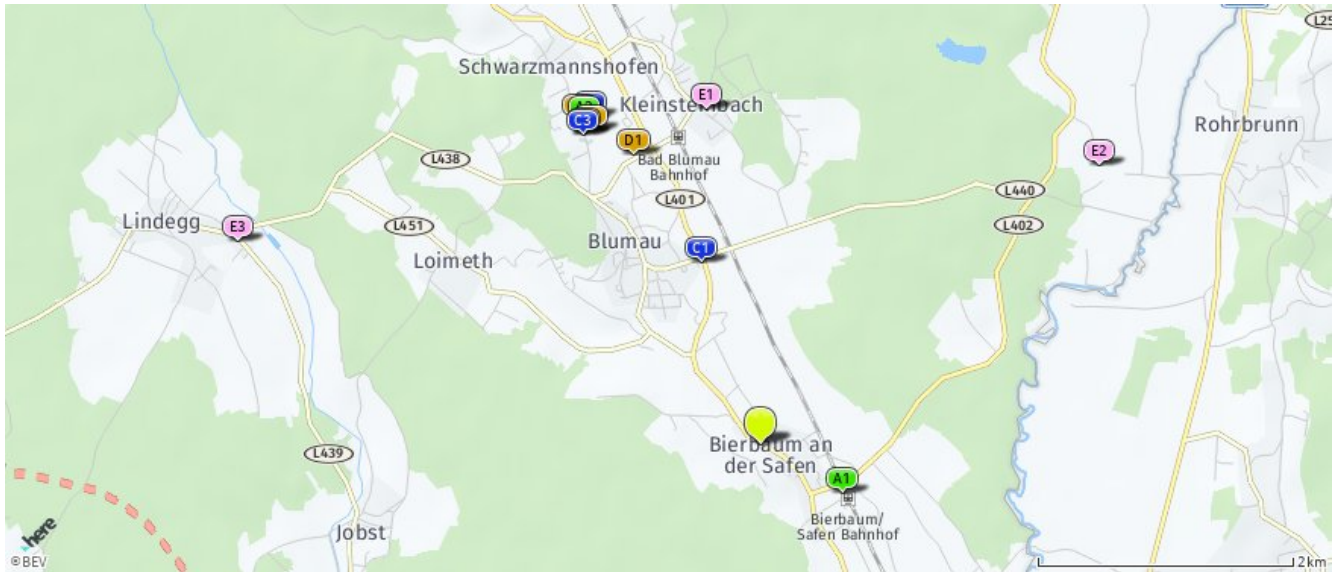 L25
Schwarzmannshofen
E1
Kleinsteinbach
C3
D1
Bad Blumau
Bahnhof
Rohrbrunn
E2
L438
L440
L401
L402
Lindegg
E3
L451
Blumau
C1
Loimeth
Bierbaum an
der Safen
L439
A1
Bierbaum/
Safen Bahnhof
Jobst
here
©BEV
2km